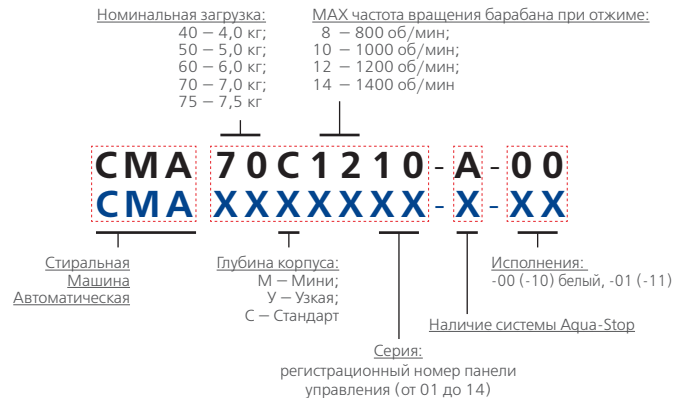 Номинальная загрузка:
40 — 4,0 кг;
50 — 5,0 кг;
60 — 6,0 кг;
70 — 7,0 кг;
75 — 7,5 кг
МАХ частота вращения барабана при отжиме:
8 — 800 об/мин;
10 — 1000 об/мин;
12 — 1200 об/мин;
14 — 1400 об/мин
СМА 70С1210-А-00
СМА ХХХХХХХ-Х-ХХ
Стиральная
Машина
Автоматическая
Глубина корпуса:
М — Мини;
У — Узкая;
С — Стандарт
Серия:
регистрационный номер панели
управления (от 01 до 14)
Наличие системы Aqua-Stop
Исполнения:
-00 (-10) белый, -01 (-11)